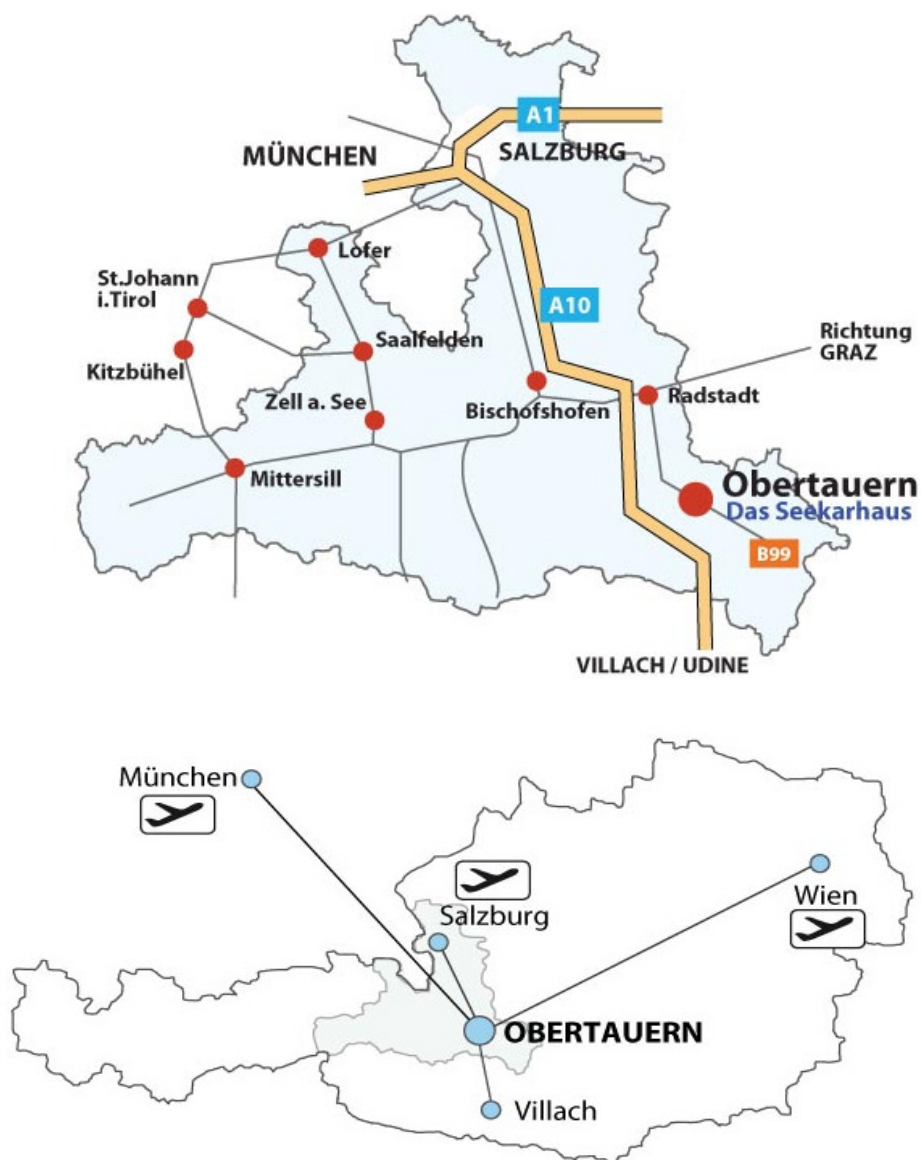 A1
MÜNCHEN
SALZBURG
Lofer
St.Johann
i.Tirol
A10
Richtung
GRAZ
Saalfelden
Kitzbühel
Zell a. See
Bischofshofen
Radstadt
Mittersill
Obertauern
Das Seekarhaus
B99
VILLACH / UDINE
München
Salzburg
Wien
OBERTAUERN
Villach